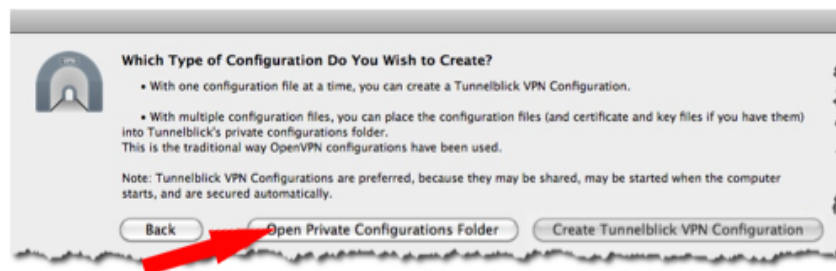 Which Type of Configuration Do You Wish to Create?
• With one configuration file at a time, you can create a Tunnelblick VPN Configuration.
• With multiple configuration files, you can place the configuration files (and certificate and key files if you have them)
into Tunnelblick's private configurations folder.
This is the traditional way OpenVPN configurations have been used.
Note: Tunnelblick VPN Configurations are preferred, because they may be shared, may be started when the computer
starts, and are secured automatically.
Back Open Private Configurations Folder Create Tunnelblick VPN Configuration